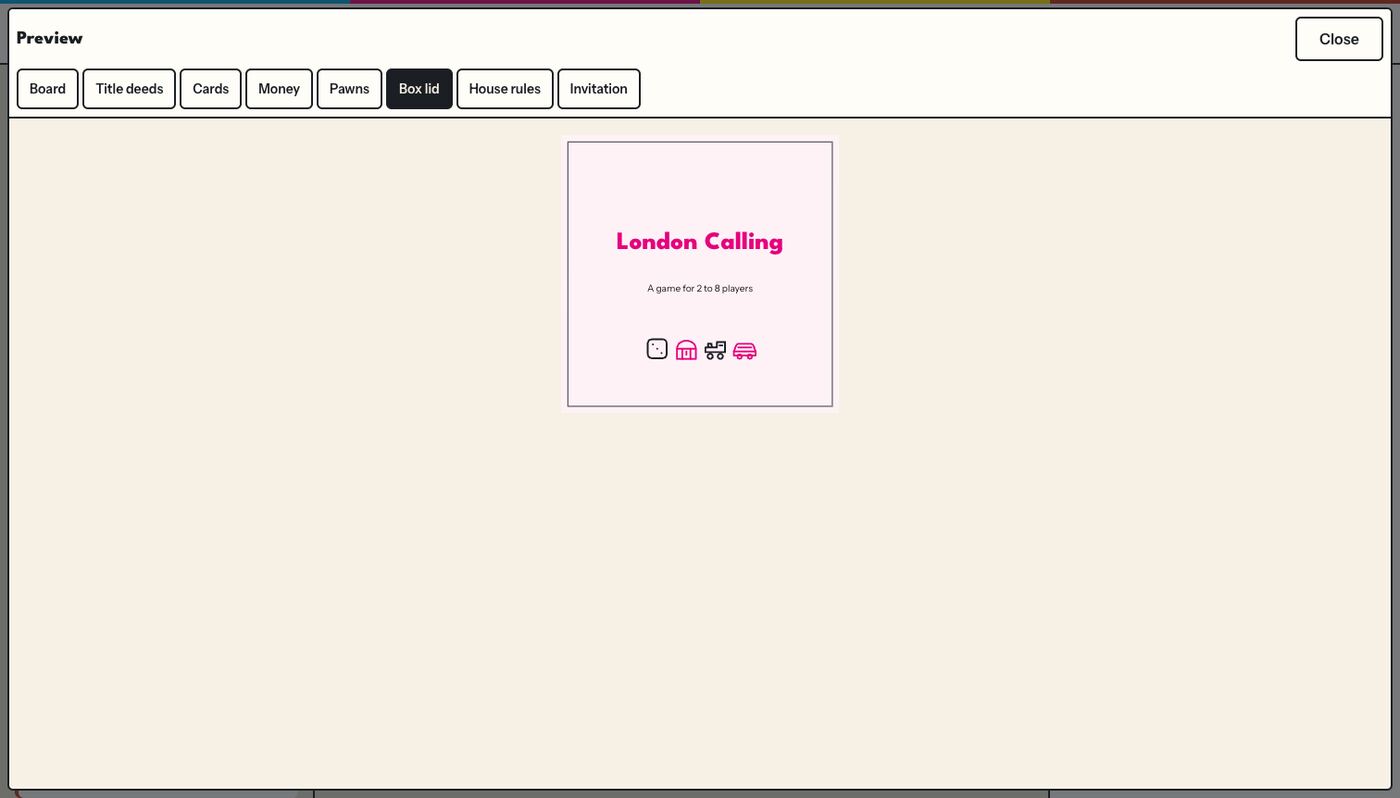 Preview
Close
Board
Title deeds
Cards
Money
Pawns
Box lid
House rules
Invitation
London Calling
A game for 2 to 8 players